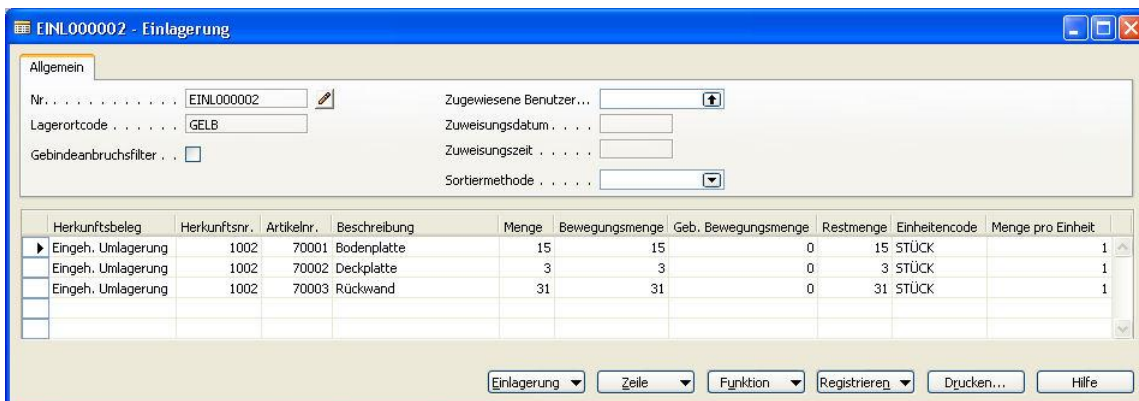 EINL000002 - Einlagerung
Allgemein
Nr. . . . . . . . . . . . . EINL000002
Lagerortcode . . . . . . GELB
Gebindeanbruchsfilter . .
Zugewiesene Benutzer...
Zuweisungsdatum . . . .
Zuweisungszeit . . . . .
Sortiermethode . . . . .
Herkunftsbeleg Herkunftsnr. Artikelnr. Beschreibung Menge Bewegungsmenge Geb. Bewegungsmenge Restmenge Einheitencode Menge pro Einheit
Eingeh. Umlagerung 1002 70001 Bodenplatte 15 15 0 15 STÜCK 1
Eingeh. Umlagerung 1002 70002 Deckplatte 3 3 0 3 STÜCK 1
Eingeh. Umlagerung 1002 70003 Rückwand 31 31 0 31 STÜCK 1
Einlagerung Zeile Funktion Registrieren Drucken... Hilfe